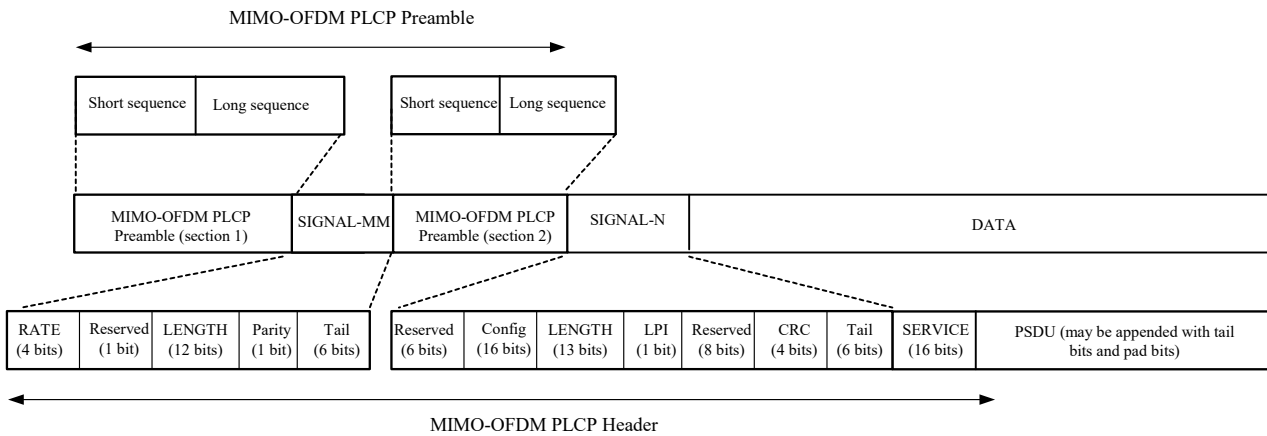 MIMO-OFDM PLCP Preamble
Short sequence
Long sequence
Short sequence
Long sequence
MIMO-OFDM PLCP
Preamble (section 1)
SIGNAL-MM
MIMO-OFDM PLCP
Preamble (section 2)
SIGNAL-N
DATA
RATE
(4 bits)
Reserved
(1 bit)
LENGTH
(12 bits)
Parity
(1 bit)
Tail
(6 bits)
Reserved
(6 bits)
Config
(16 bits)
LENGTH
(13 bits)
LPI
(1 bit)
Reserved
(8 bits)
CRC
(4 bits)
Tail
(6 bits)
SERVICE
(16 bits)
PSDU (may be appended with tail
bits and pad bits)
MIMO-OFDM PLCP Header